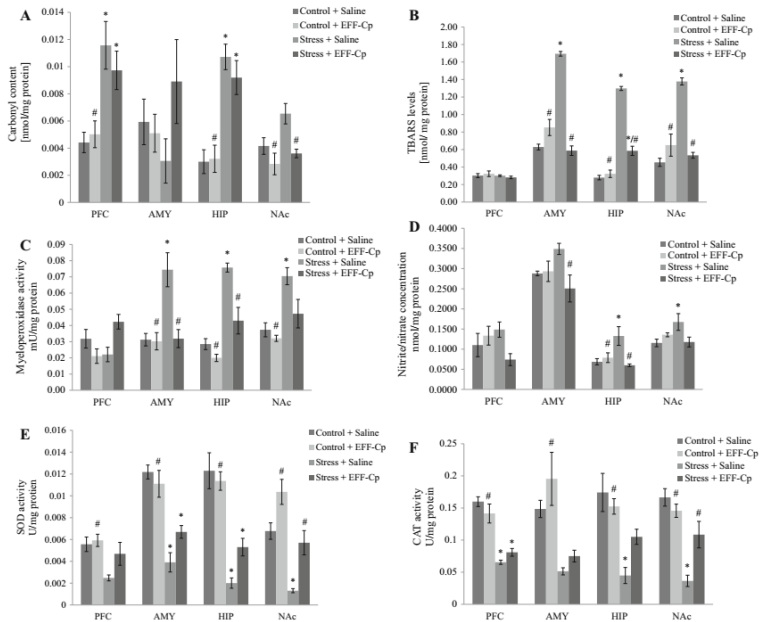 A
0.014
0.012
0.01
0.008
0.006
0.004
0.002
0
Carbonyl content
[nmol/mg protein]
Control + Saline
Control + EFF-Cp
Stress + Saline
Stress + EFF-Cp
*
*
#
#
*
*
#
#
PFC
AMY
HIP
NAc
B
2.00
1.80
1.60
1.40
1.20
1.00
0.80
0.60
0.40
0.20
0.00
TBARS levels
[nmol/ mg protein]
Control + Saline
Control + EFF-Cp
Stress + Saline
Stress + EFF-Cp
*
#
#
*
#
*/#
*
#
#
PFC
AMY
HIP
NAc
C
0.09
0.08
0.07
0.06
0.05
0.04
0.03
0.02
0.01
0.00
Myeloperoxidase activity
mU/mg protein
Control + Saline
Control + EFF-Cp
Stress + Saline
Stress + EFF-Cp
*
#
#
*
#
#
*
#
PFC
AMY
HIP
NAc
D
0.4000
0.3500
0.3000
0.2500
0.2000
0.1500
0.1000
0.0500
0.0000
Nitrite/nitrate concentration
nmol/mg protein
Control + Saline
Control + EFF-Cp
Stress + Saline
Stress + EFF-Cp
#
*
#
#
*
PFC
AMY
HIP
NAc
E
0.016
0.014
0.012
0.01
0.008
0.006
0.004
0.002
0
SOD activity
U/mg protien
Control + Saline
Control + EFF-Cp
Stress + Saline
Stress + EFF-Cp
#
#
*
*
#
*
*
#
*
#
PFC
AMY
HIP
NAc
F
0.25
0.2
0.15
0.1
0.05
0
CAT activity
U/mg protein
Control + Saline
Control + EFF-Cp
Stress + Saline
Stress + EFF-Cp
#
*
*
#
#
*
#
*
#
PFC
AMY
HIP
NAc